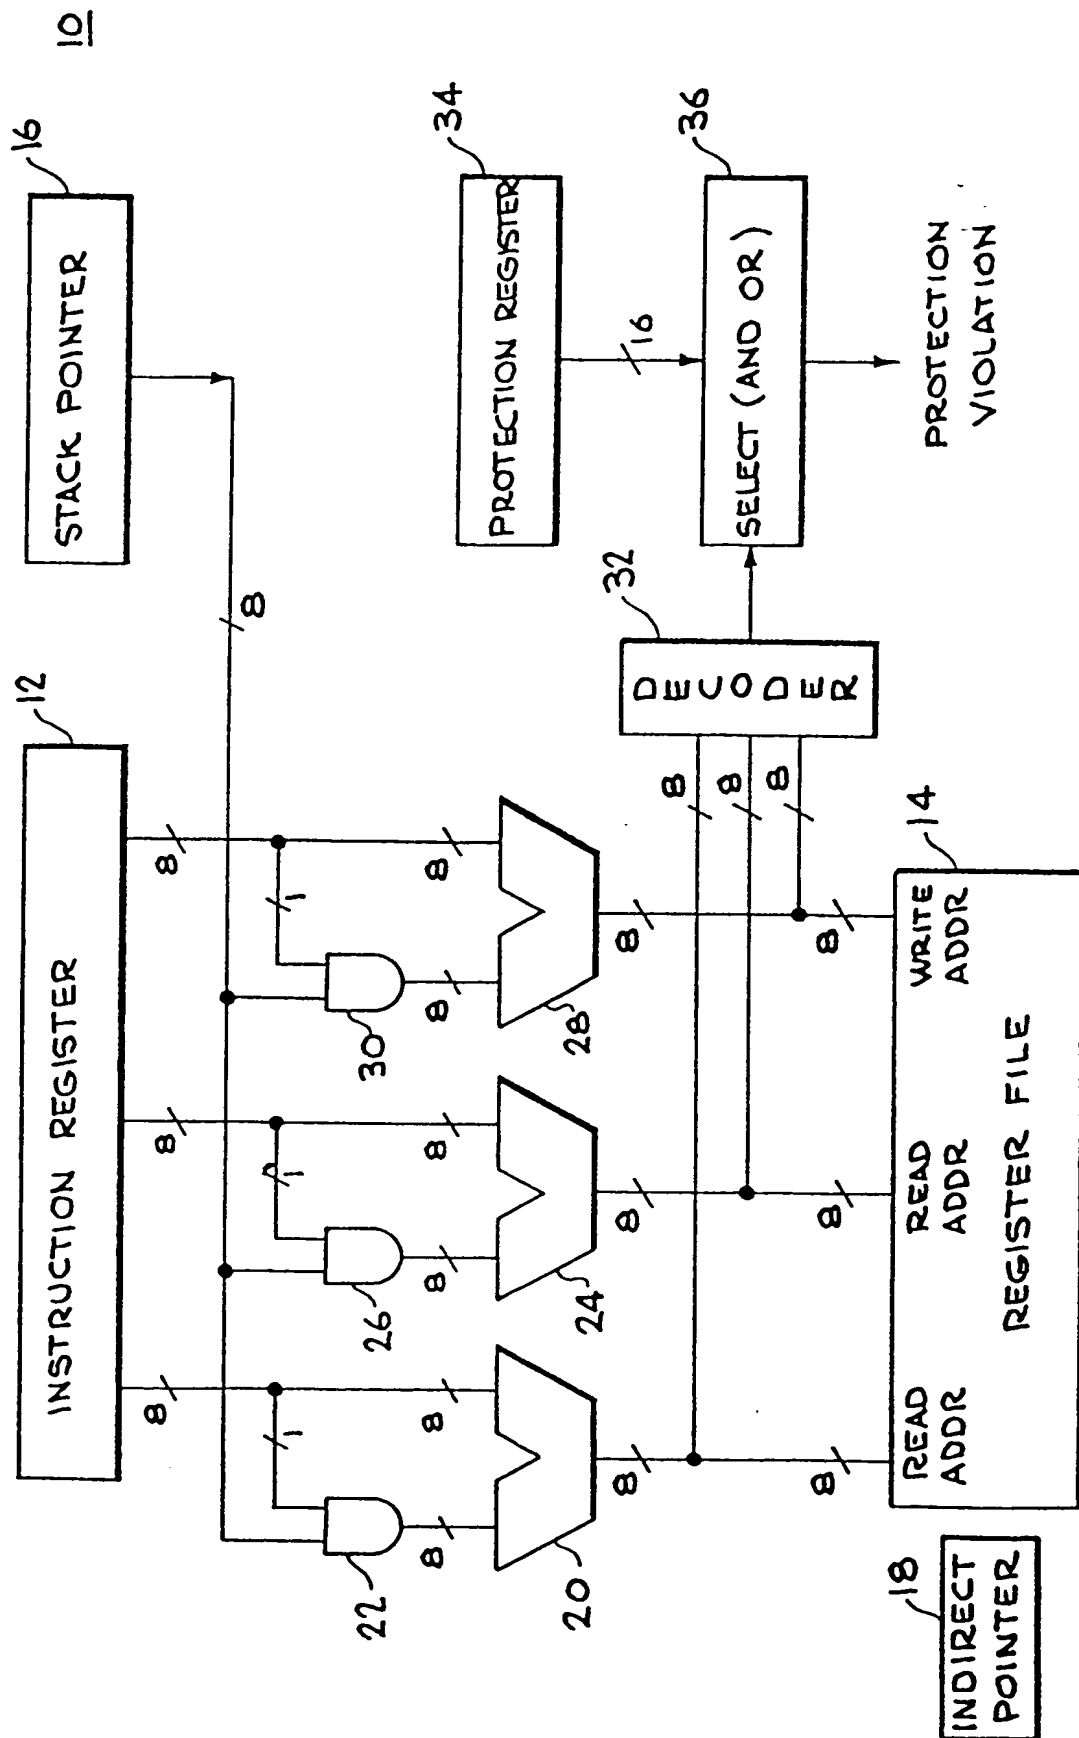 10
16
STACK POINTER
12
INSTRUCTION REGISTER
8
8
8
8
1
1
1
22
26
30
8
8
8
8
8
8
20
24
28
8
8
8
34
PROTECTION REGISTER
16
36
SELECT (AND OR)
32
DECODER
8
8
8
PROTECTION
VIOLATION
8
8
8
14
READ
ADDR
READ
ADDR
WRITE
ADDR
REGISTER FILE
18
INDIRECT
POINTER